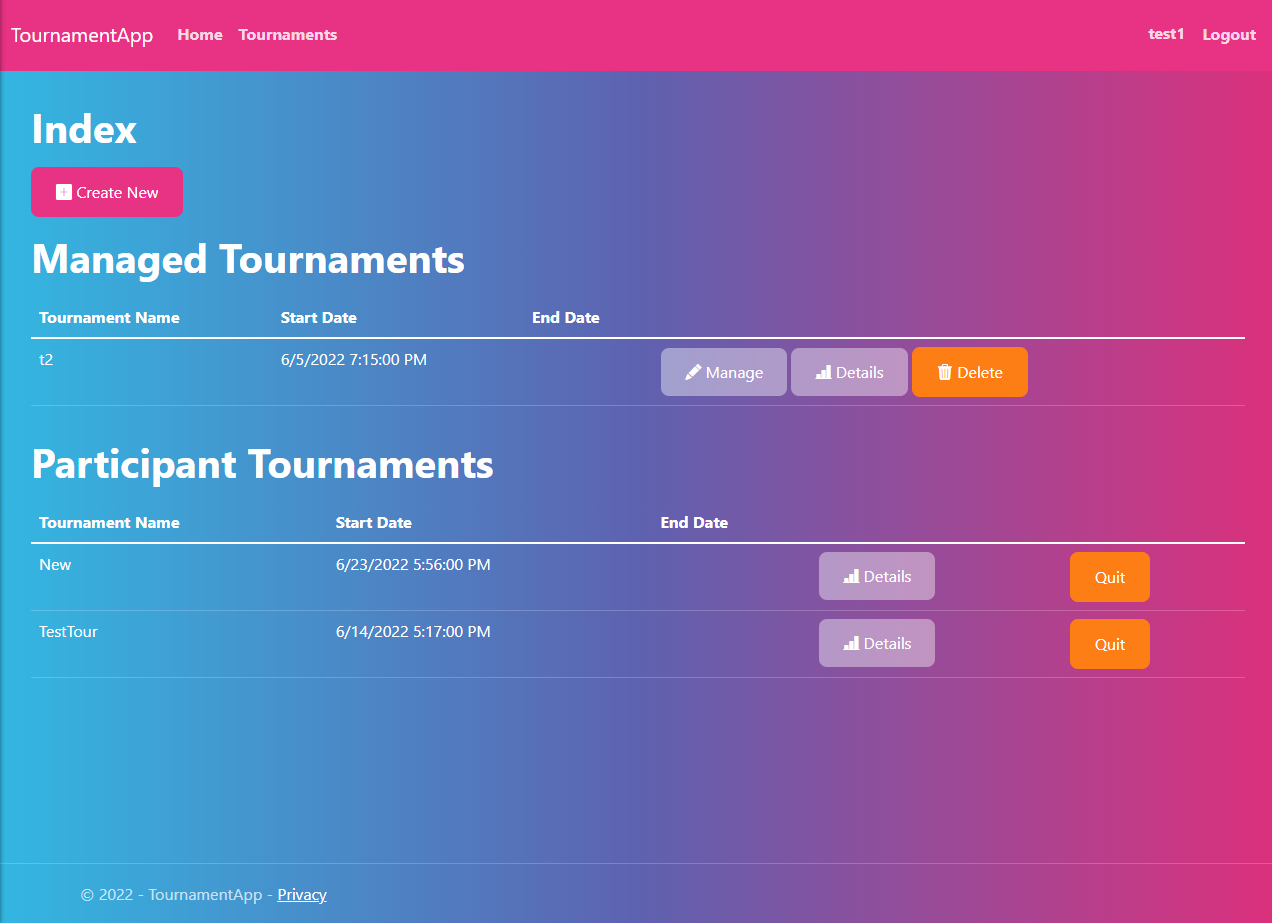 TournamentApp Home Tournaments test1 Logout
Index
Create New
Managed Tournaments
Tournament Name Start Date End Date
t2 6/5/2022 7:15:00 PM Manage Details Delete
Participant Tournaments
Tournament Name Start Date End Date
New 6/23/2022 5:56:00 PM Details Quit
TestTour 6/14/2022 5:17:00 PM Details Quit
© 2022 - TournamentApp - Privacy